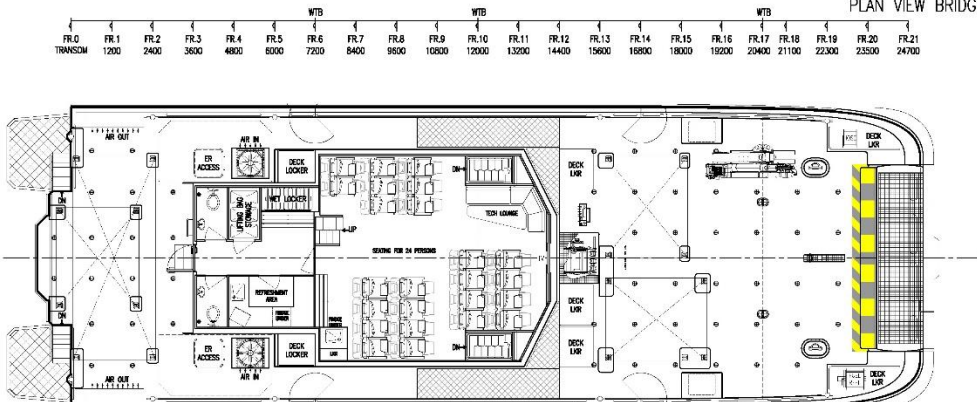 PLAN VIEW BRIDG
WTB WTB WTB
FR.0 FR.1 FR.2 FR.3 FR.4 FR.5 FR.6 FR.7 FR.8 FR.9 FR.10 FR.11 FR.12 FR.13 FR.14 FR.15 FR.16 FR.17 FR.18 FR.19 FR.20 FR.21
TRANSOM 1200 2400 3600 4800 6000 7200 8400 9600 10800 12000 13200 14400 15600 16800 18000 19200 20400 21100 22300 23500 24700
AIR OUT
AIR IN
ER
ACCESS
DECK
LOCKER
DECK
LKR
DECK
LKR
DN
DN
LIFTING BAG
STORAGE
WET LOCKER
TECH LOUNGE
UP
SEATING FOR 24 PERSONS
REFRESHMENT
AREA
DECK
LKR
DN
LKR
DN
ER
ACCESS
DECK
LOCKER
DECK
LKR
DECK
LKR
AIR OUT
AIR IN